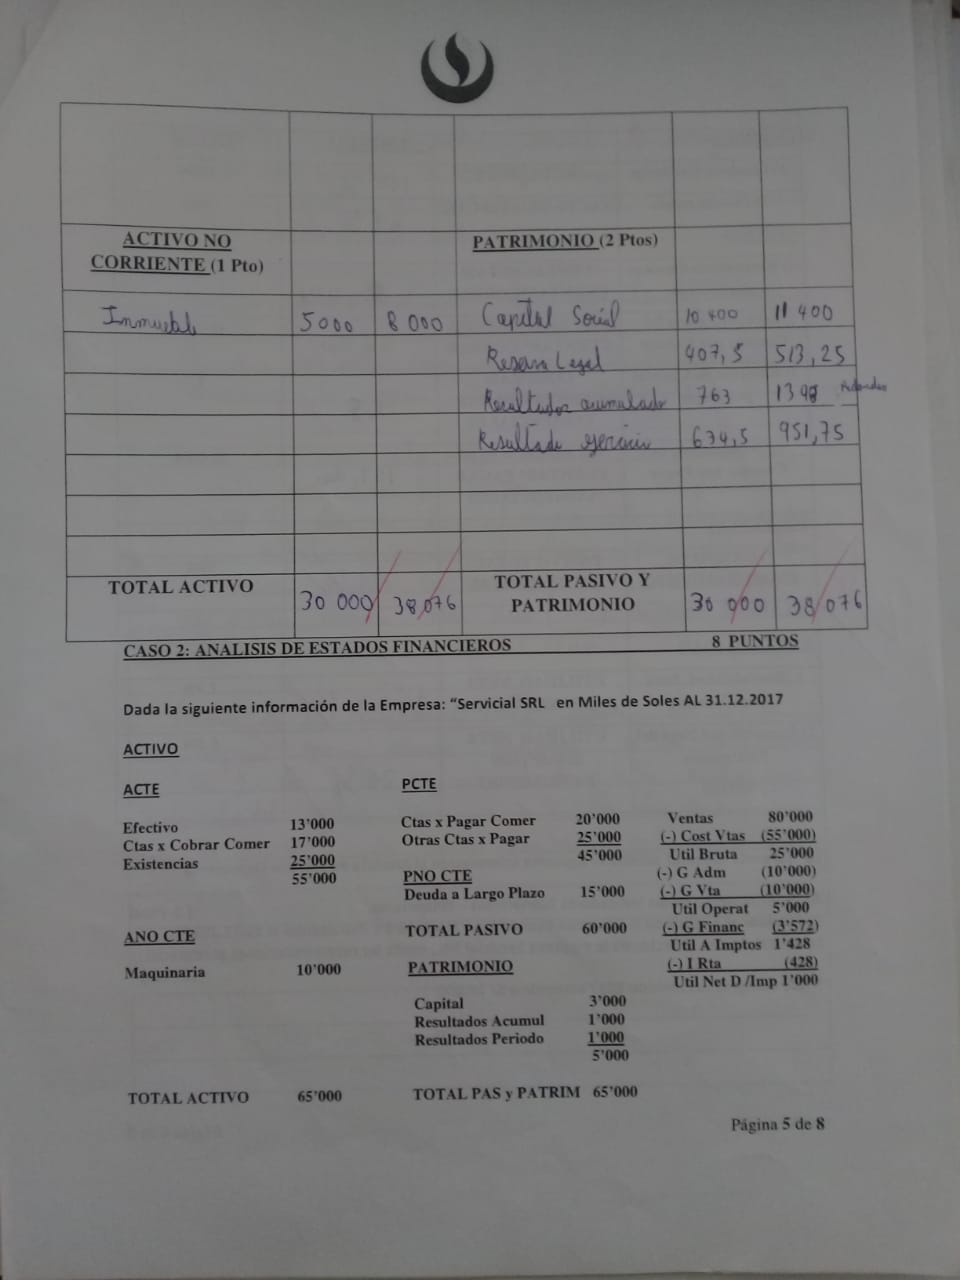 ACTIVO NO CORRIENTE (1 Pto)
PATRIMONIO (2 Ptos)
5000 8 000 Capital Social 10 400 11 400
Reserva Legal 407,5 513,25
Resultados acumulado 763
Resultado 634,5 951,75
TOTAL ACTIVO 30 000 38 076 TOTAL PASIVO Y PATRIMONIO 30 000 38 076
CASO 2: ANALISIS DE ESTADOS FINANCIEROS 8 PUNTOS
Dada la siguiente información de la Empresa: “Servicial SRL en Miles de Soles AL 31.12.2017
ACTIVO
ACTE
Efectivo 13’000
Ctas x Cobrar Comer 17’000
Existencias 25’000
55’000
ANO CTE
Maquinaria 10’000
TOTAL ACTIVO 65’000
PCTE
Ctas x Pagar Comer 20’000
Otras Ctas x Pagar 25’000
45’000
PNO CTE
Deuda a Largo Plazo 15’000
TOTAL PASIVO 60’000
PATRIMONIO
Capital 3’000
Resultados Acumul 1’000
Resultados Periodo 1’000
5’000
TOTAL PAS y PATRIM 65’000
Ventas 80’000
(-) Cost Vtas (55’000)
Util Bruta 25’000
(-) G Adm (10’000)
(-) G Vta (10’000)
Util Operat 5’000
(-) G Financ (3’572)
Util A Imptos 1’428
(-) I Rta (428)
Util Net D /Imp 1’000
Página 5 de 8